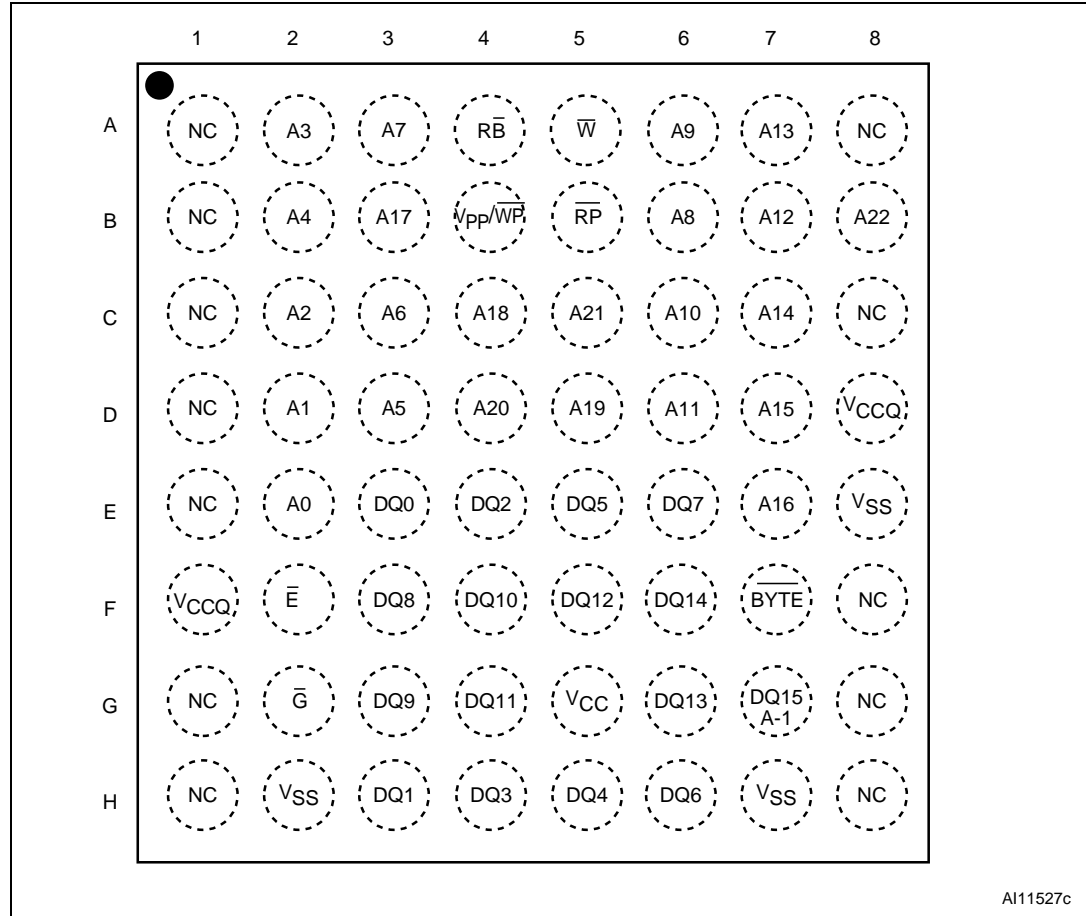 1 2 3 4 5 6 7 8
A NC A3 A7 RB̅ W̅ A9 A13 NC
B NC A4 A17 VPP/W̅P̅ R̅P̅ A8 A12 A22
C NC A2 A6 A18 A21 A10 A14 NC
D NC A1 A5 A20 A19 A11 A15 VCCQ
E NC A0 DQ0 DQ2 DQ5 DQ7 A16 VSS
F VCCQ E̅ DQ8 DQ10 DQ12 DQ14 B̅Y̅T̅E̅ NC
G NC G̅ DQ9 DQ11 VCC DQ13 DQ15 NC
A-1
H NC VSS DQ1 DQ3 DQ4 DQ6 VSS NC
AI11527c